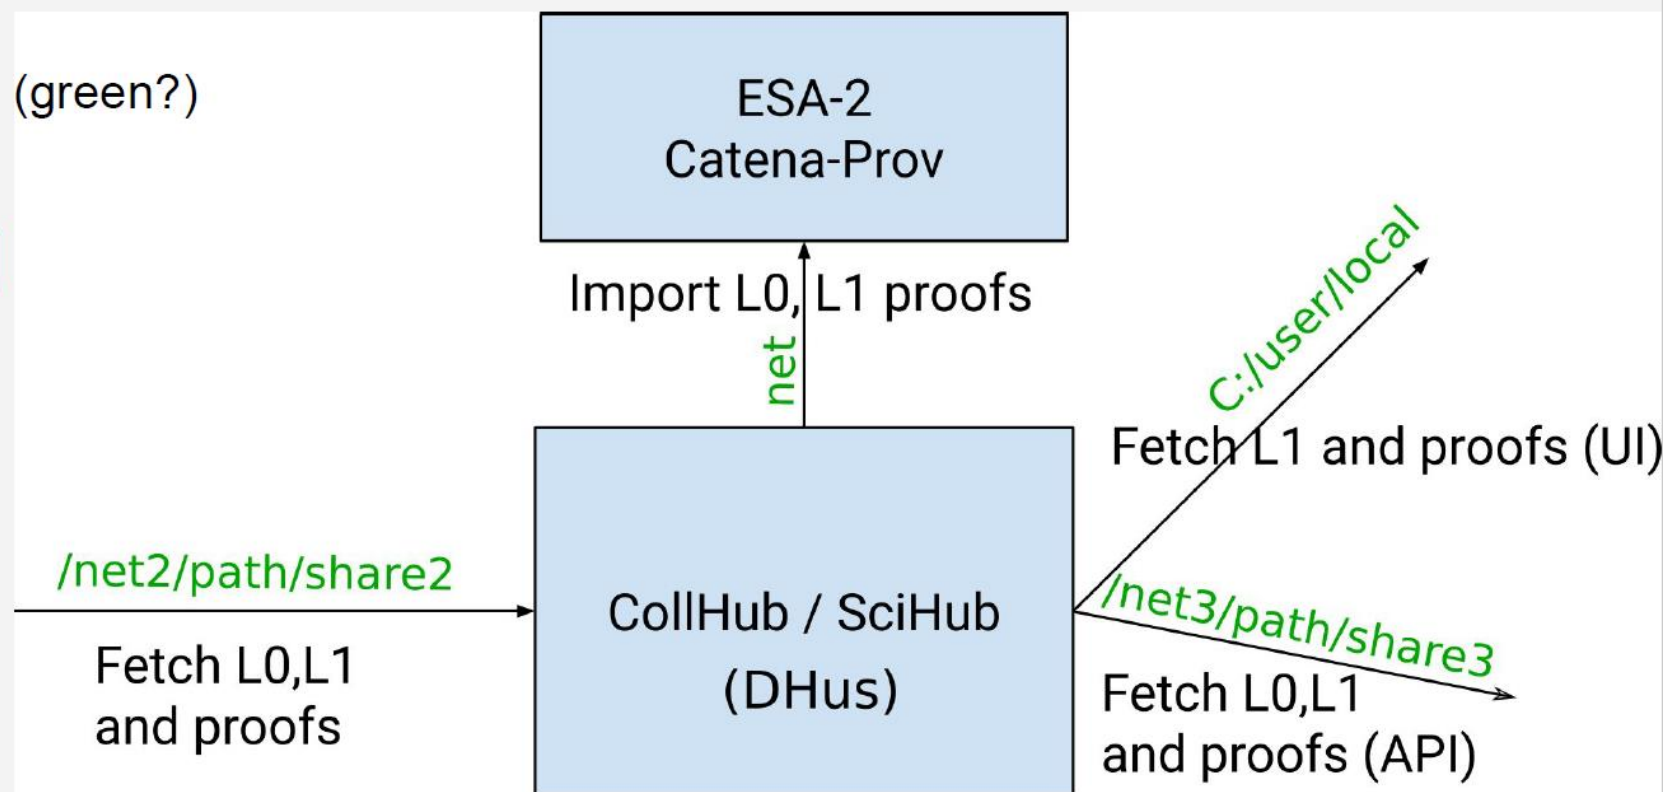 (green?)
ESA-2
Catena-Prov
Import L0, L1 proofs
net
C:/user/local
Fetch L1 and proofs (UI)
/net2/path/share2
Fetch L0,L1
and proofs
CollHub / SciHub
(DHus)
/net3/path/share3
Fetch L0,L1
and proofs (API)